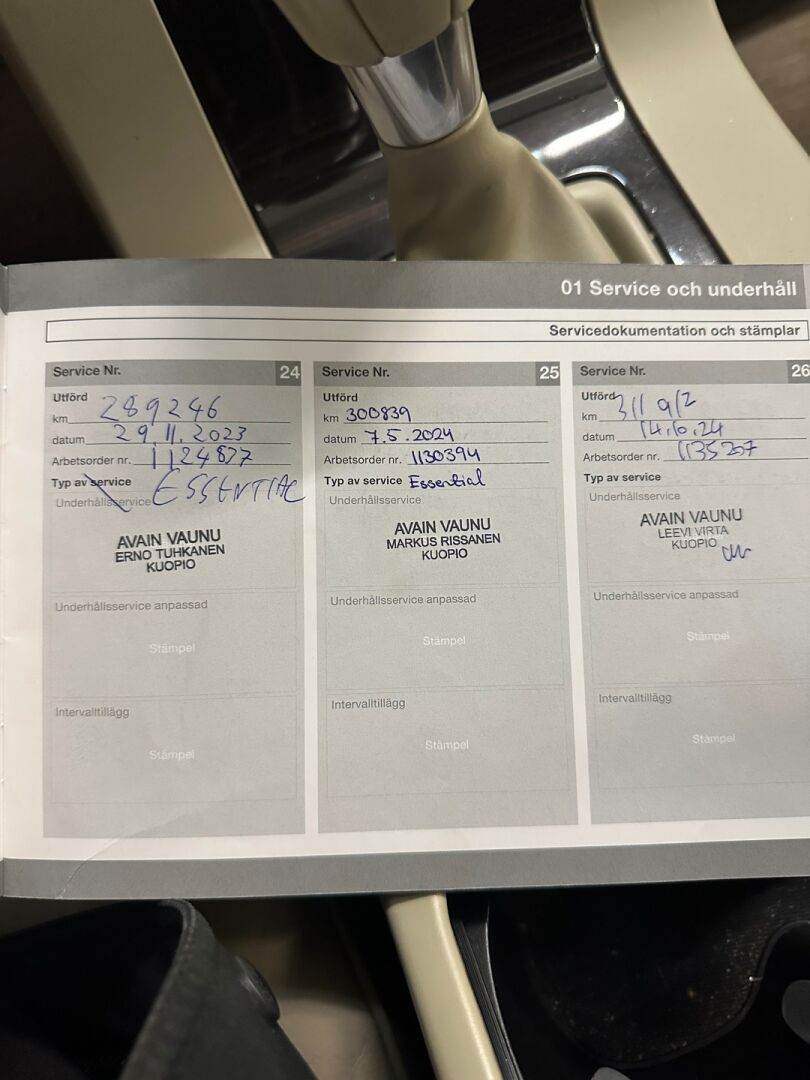 01 Service och underhåll
Servicedokumentation och stämplar
Service Nr. 24
Utförd
km 289246
datum 29.11.2023
Arbetsorder nr. 1124877
Typ av service ESSENTIAL
Underhållsservice
AVAIN VAUNU
ERNO TUHKANEN
KUOPIO
Underhållsservice anpassad
Stämpel
Intervalltillägg
Stämpel
Service Nr. 25
Utförd
km 300839
datum 7.5.2024
Arbetsorder nr. 1130394
Typ av service Essential
Underhållsservice
AVAIN VAUNU
MARKUS RISSANEN
KUOPIO
Underhållsservice anpassad
Stämpel
Intervalltillägg
Stämpel
Service Nr. 26
Utförd
km 311912
datum 14.10.24
Arbetsorder nr. 1135207
Typ av service
Underhållsservice
AVAIN VAUNU
LEEVI VIRTA
KUOPIO
Underhållsservice anpassad
Stämpel
Intervalltillägg
Stämpel